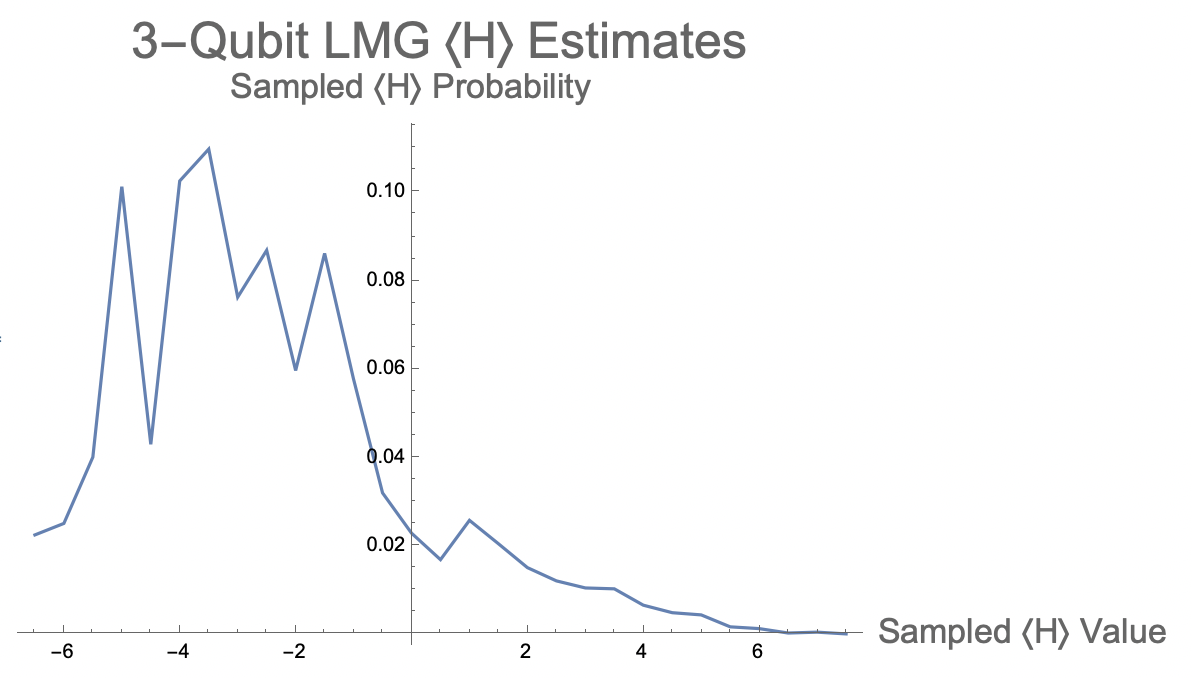 3−Qubit LMG ⟨H⟩ Estimates
Sampled ⟨H⟩ Probability
0.10
0.08
0.06
0.04
0.02
−6 −4 −2 2 4 6
Sampled ⟨H⟩ Value